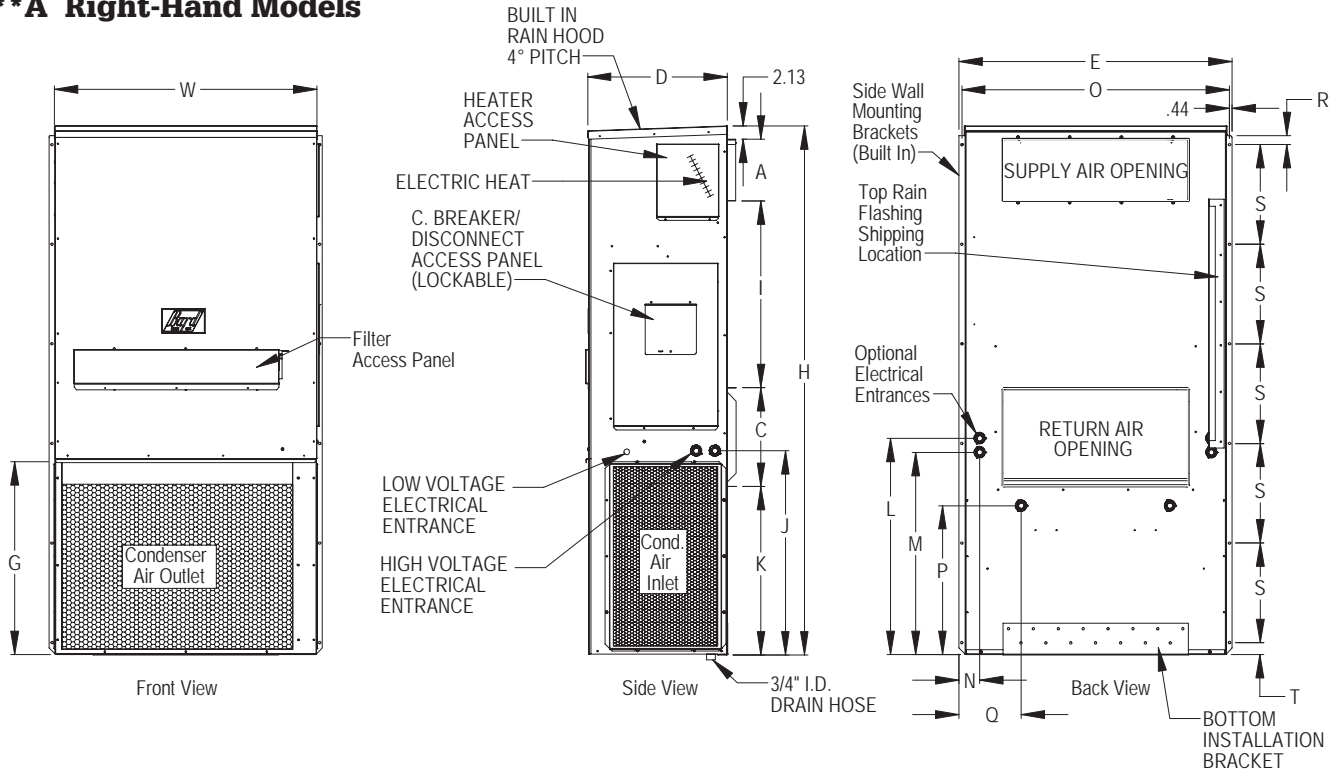 **A Right-Hand Models
W
Filter
Access Panel
G
Condenser
Air Outlet
Front View
BUILT IN
RAIN HOOD
4° PITCH
D
2.13
HEATER
ACCESS
PANEL
A
ELECTRIC HEAT
C. BREAKER/
DISCONNECT
ACCESS PANEL
(LOCKABLE)
I
H
C
LOW VOLTAGE
ELECTRICAL
ENTRANCE
J
K
Cond.
Air
Inlet
HIGH VOLTAGE
ELECTRICAL
ENTRANCE
Side View
3/4" I.D.
DRAIN HOSE
E
O
.44
R
Side Wall
Mounting
Brackets
(Built In)
SUPPLY AIR OPENING
Top Rain
Flashing
Shipping
Location
S
S
S
S
S
Optional
Electrical
Entrances
RETURN AIR
OPENING
L
M
P
N
Q
Back View
T
BOTTOM
INSTALLATION
BRACKET